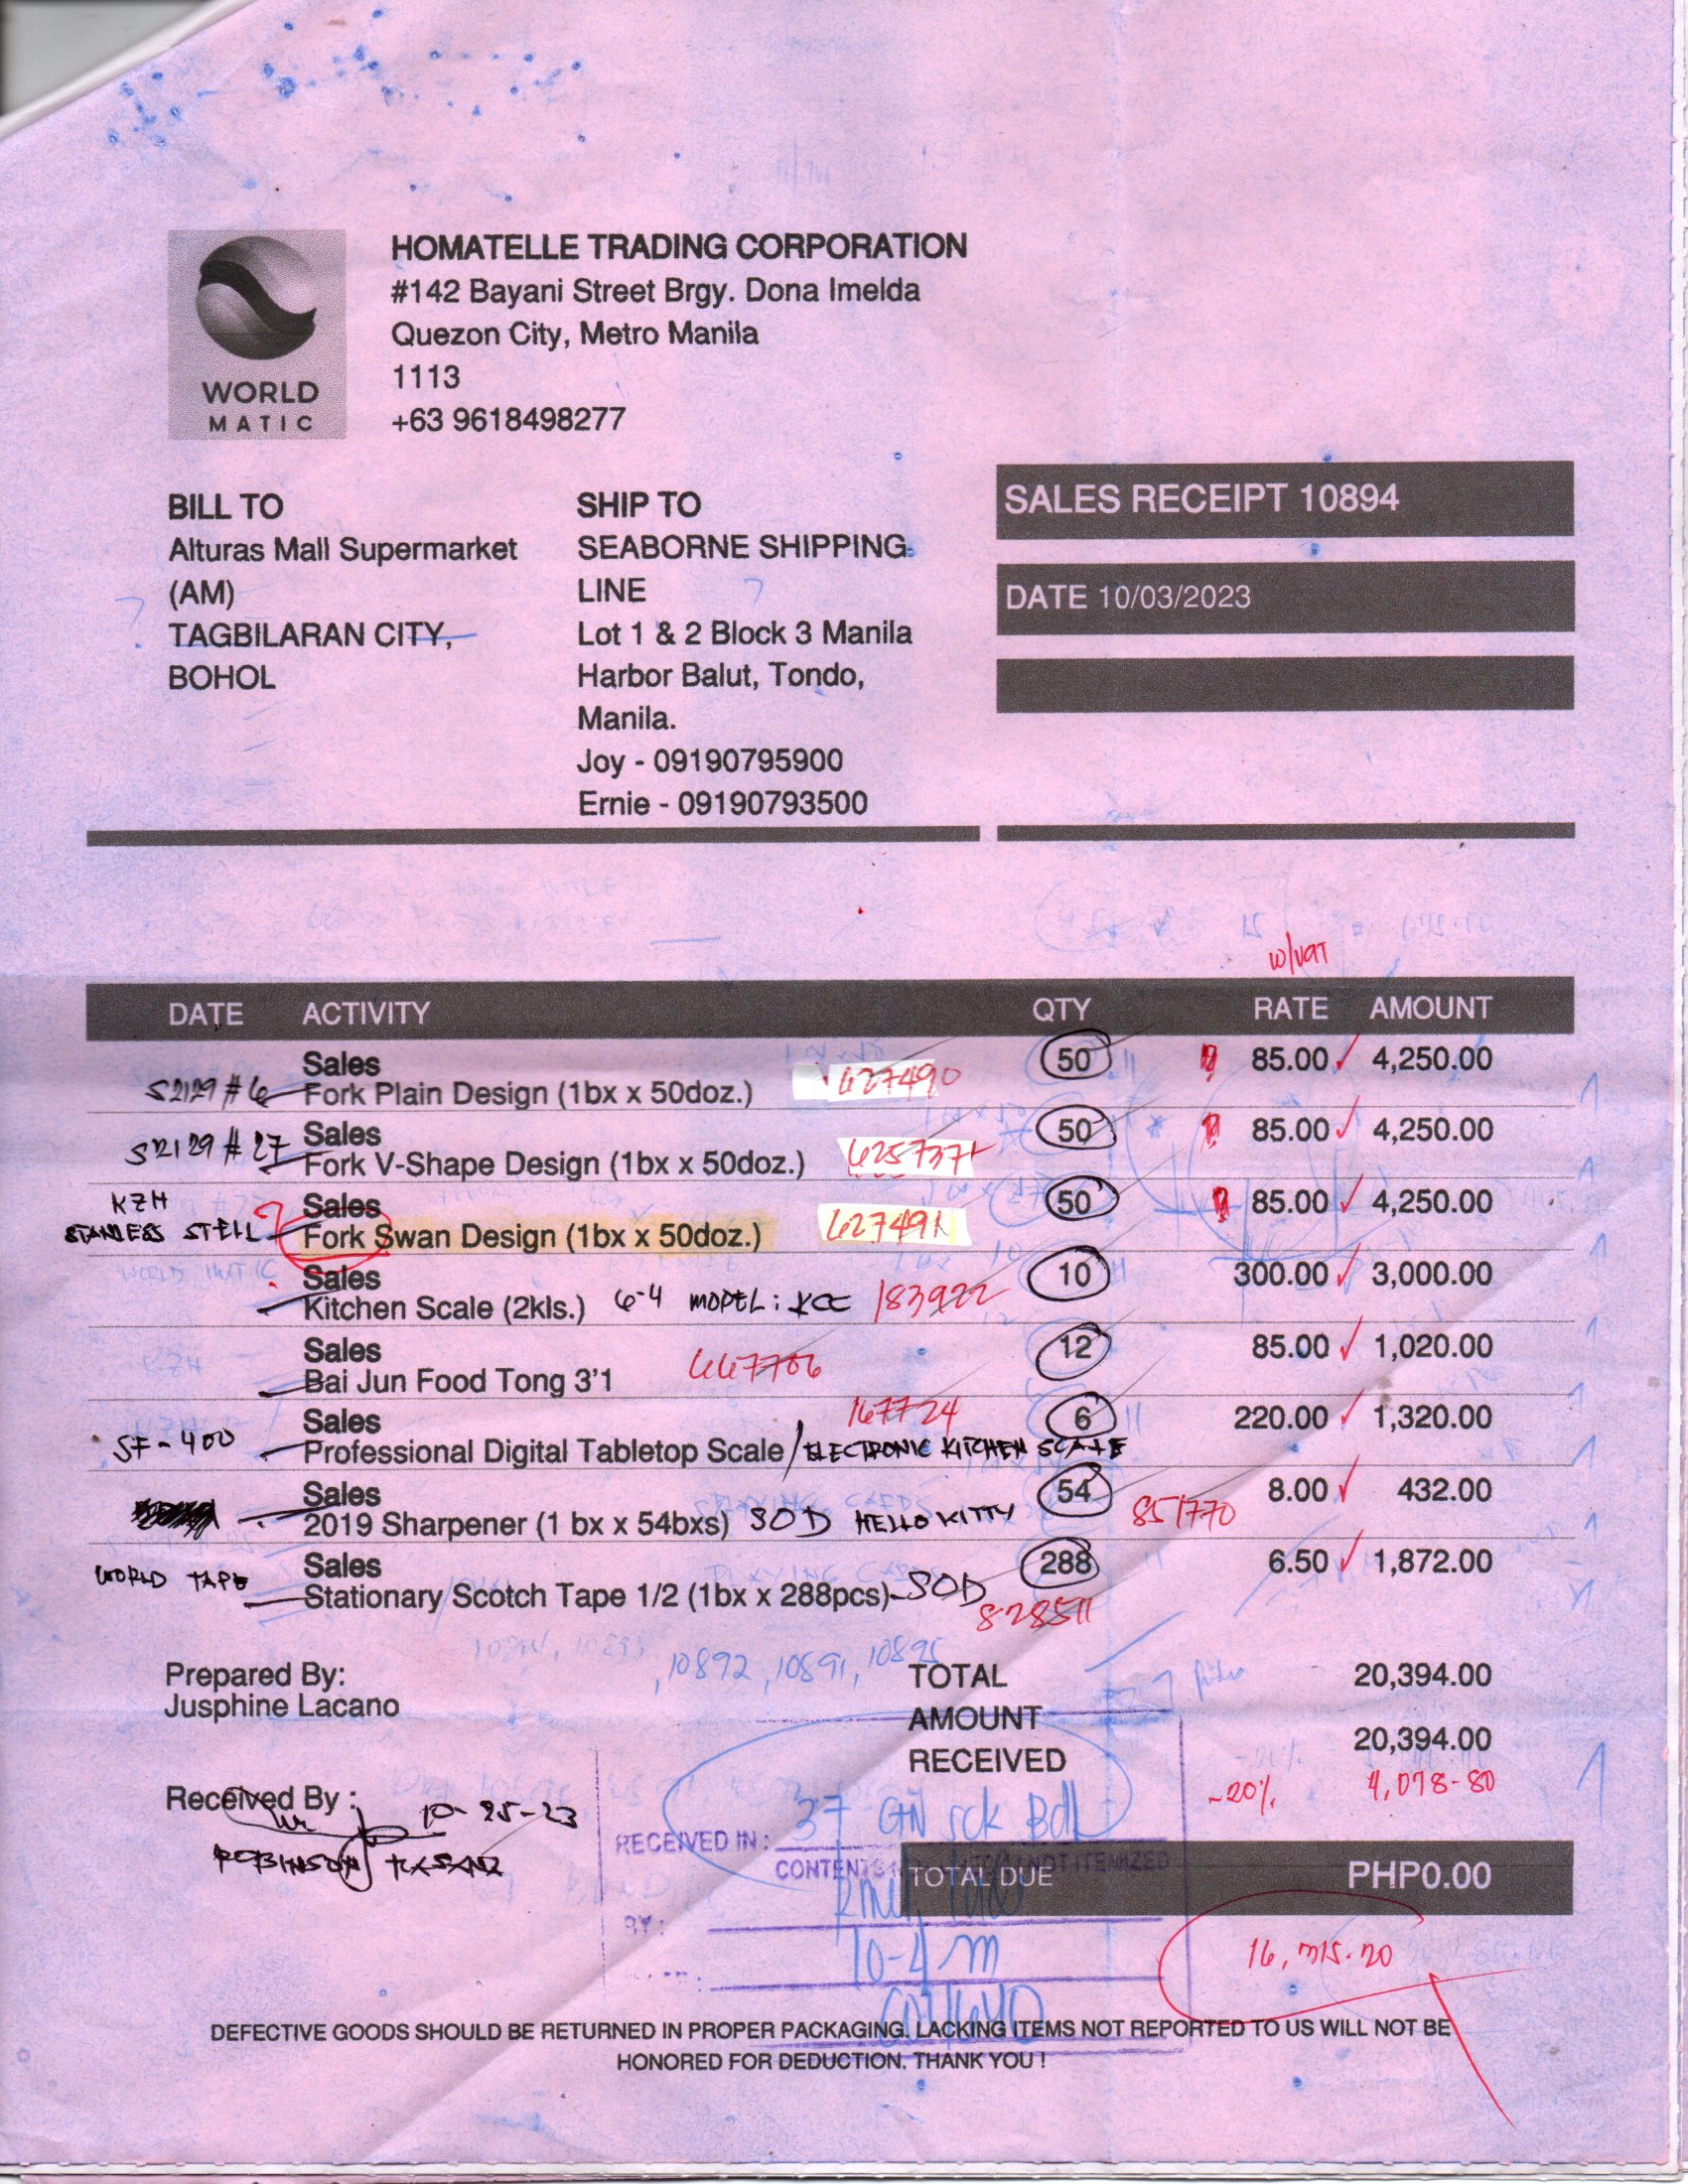 WORLD
MATIC
HOMATELLE TRADING CORPORATION
#142 Bayani Street Brgy. Dona Imelda
Quezon City, Metro Manila
1113
+63 9618498277
BILL TO
Alturas Mall Supermarket
(AM)
TAGBILARAN CITY,
BOHOL
SHIP TO
SEABORNE SHIPPING
LINE
Lot 1 & 2 Block 3 Manila
Harbor Balut, Tondo,
Manila.
Joy - 09190795900
Ernie - 09190793500
SALES RECEIPT 10894
DATE 10/03/2023
w/vat
DATE ACTIVITY QTY RATE AMOUNT
Sales 50 85.00 4,250.00
S2129 #6 Fork Plain Design (1bx x 50doz.) 627490
Sales 50 85.00 4,250.00
S2129 #27 Fork V-Shape Design (1bx x 50doz.) 625737
KZH Sales 50 85.00 4,250.00
STANLESS STELL Fork Swan Design (1bx x 50doz.) 627491
Sales 10 300.00 3,000.00
Kitchen Scale (2kls.) 6-4 MODEL: KCC 183922
Sales 12 85.00 1,020.00
Bai Jun Food Tong 3'1 447706
Sales 167724 6 220.00 1,320.00
SF-400 Professional Digital Tabletop Scale / ELECTRONIC KITCHEN SCALE
Sales 54 8.00 432.00
2019 Sharpener (1 bx x 54bxs) SOD HELLO KITTY 851770
Sales 288 6.50 1,872.00
WORLD TAPE Stationary Scotch Tape 1/2 (1bx x 288pcs) - SOD
828511
, 10892, 10891, 10895
Prepared By:
Jusphine Lacano
TOTAL 20,394.00
AMOUNT
RECEIVED 20,394.00
-20% 4,078-80
Received By :
10-25-23
ROBINSON
37 GN sck Bdl
RECEIVED IN :
CONTENTS NOT ITEMIZED
TOTAL DUE PHP0.00
BY :
10-4
16,315.20
DEFECTIVE GOODS SHOULD BE RETURNED IN PROPER PACKAGING. LACKING ITEMS NOT REPORTED TO US WILL NOT BE
HONORED FOR DEDUCTION. THANK YOU !